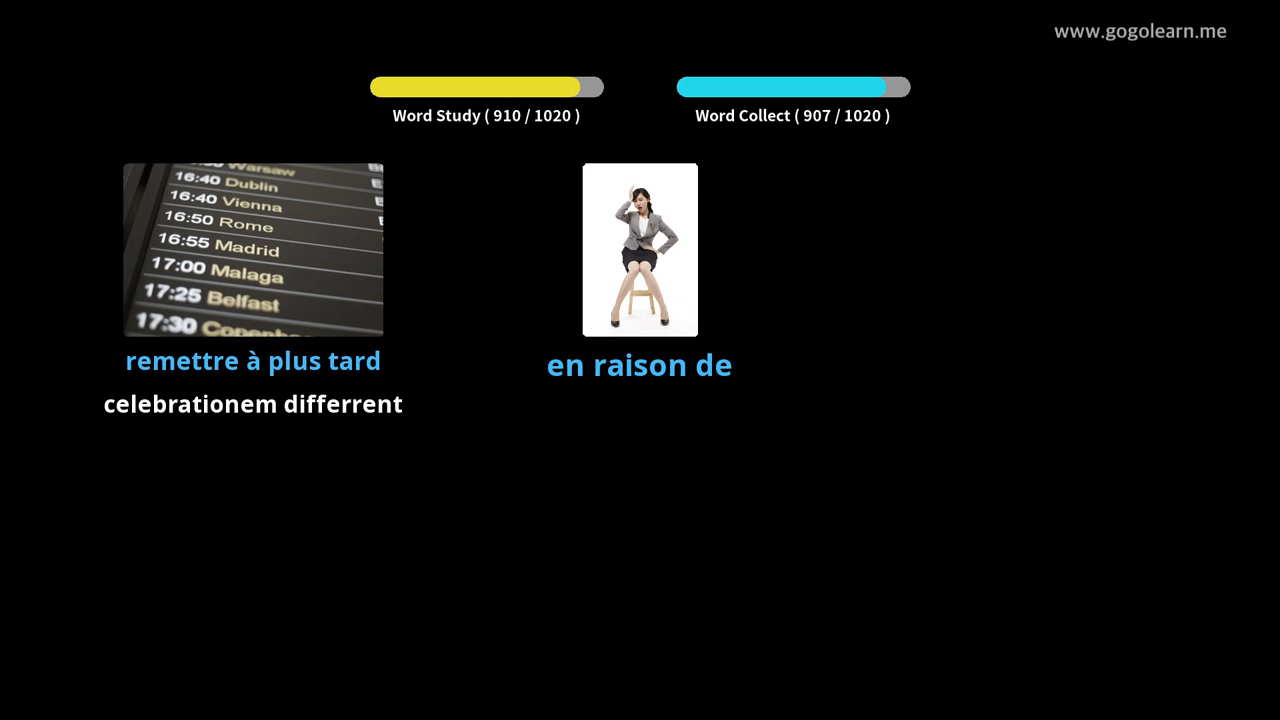 www.gogolearn.me
Word Study ( 910 / 1020 )
Word Collect ( 907 / 1020 )
Warsaw
16:40 Dublin
16:40 Vienna
16:50 Rome
16:55 Madrid
17:00 Malaga
17:25 Belfast
17:30
remettre à plus tard
en raison de
celebrationem differrent